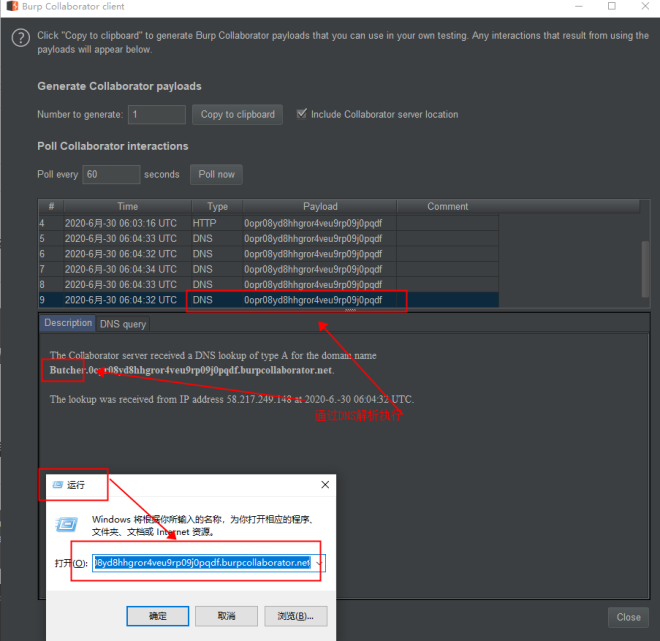 Burp Collaborator client
Click "Copy to clipboard" to generate Burp Collaborator payloads that you can use in your own testing. Any interactions that result from using the
payloads will appear below.
Generate Collaborator payloads
Number to generate: 1 Copy to clipboard Include Collaborator server location
Poll Collaborator interactions
Poll every 60 seconds Poll now
# Time Type Payload Comment
4 2020-6月-30 06:03:16 UTC HTTP 0opr08yd8hhgror4veu9rp09j0pqdf
5 2020-6月-30 06:04:33 UTC DNS 0opr08yd8hhgror4veu9rp09j0pqdf
6 2020-6月-30 06:04:32 UTC DNS 0opr08yd8hhgror4veu9rp09j0pqdf
7 2020-6月-30 06:04:34 UTC DNS 0opr08yd8hhgror4veu9rp09j0pqdf
8 2020-6月-30 06:04:33 UTC DNS 0opr08yd8hhgror4veu9rp09j0pqdf
9 2020-6月-30 06:04:32 UTC DNS 0opr08yd8hhgror4veu9rp09j0pqdf
Description DNS query
The Collaborator server received a DNS lookup of type A for the domain name
Butcher.0opr08yd8hhgror4veu9rp09j0pqdf.burpcollaborator.net.
The lookup was received from IP address 58.217.249.148 at 2020-6.-30 06:04:32 UTC.
通过DNS解析执行
运行
Windows 将根据你所输入的名称，为你打开相应的程序、
文件夹、文档或 Internet 资源。
打开(O): 08yd8hhgror4veu9rp09j0pqdf.burpcollaborator.net
确定 取消 浏览(B)...
Close